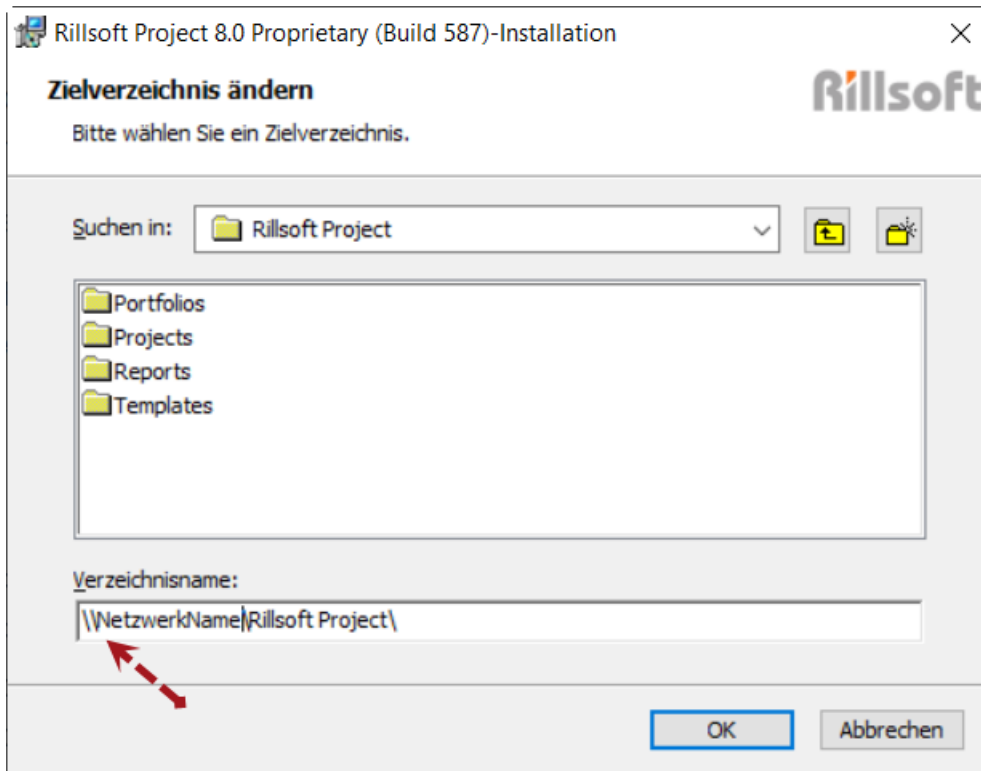 Rillsoft Project 8.0 Proprietary (Build 587)-Installation
Zielverzeichnis ändern
Rillsoft
Bitte wählen Sie ein Zielverzeichnis.
Suchen in:
Rillsoft Project
Portfolios
Projects
Reports
Templates
Verzeichnisname:
\\NetzwerkName\Rillsoft Project\
OK
Abbrechen